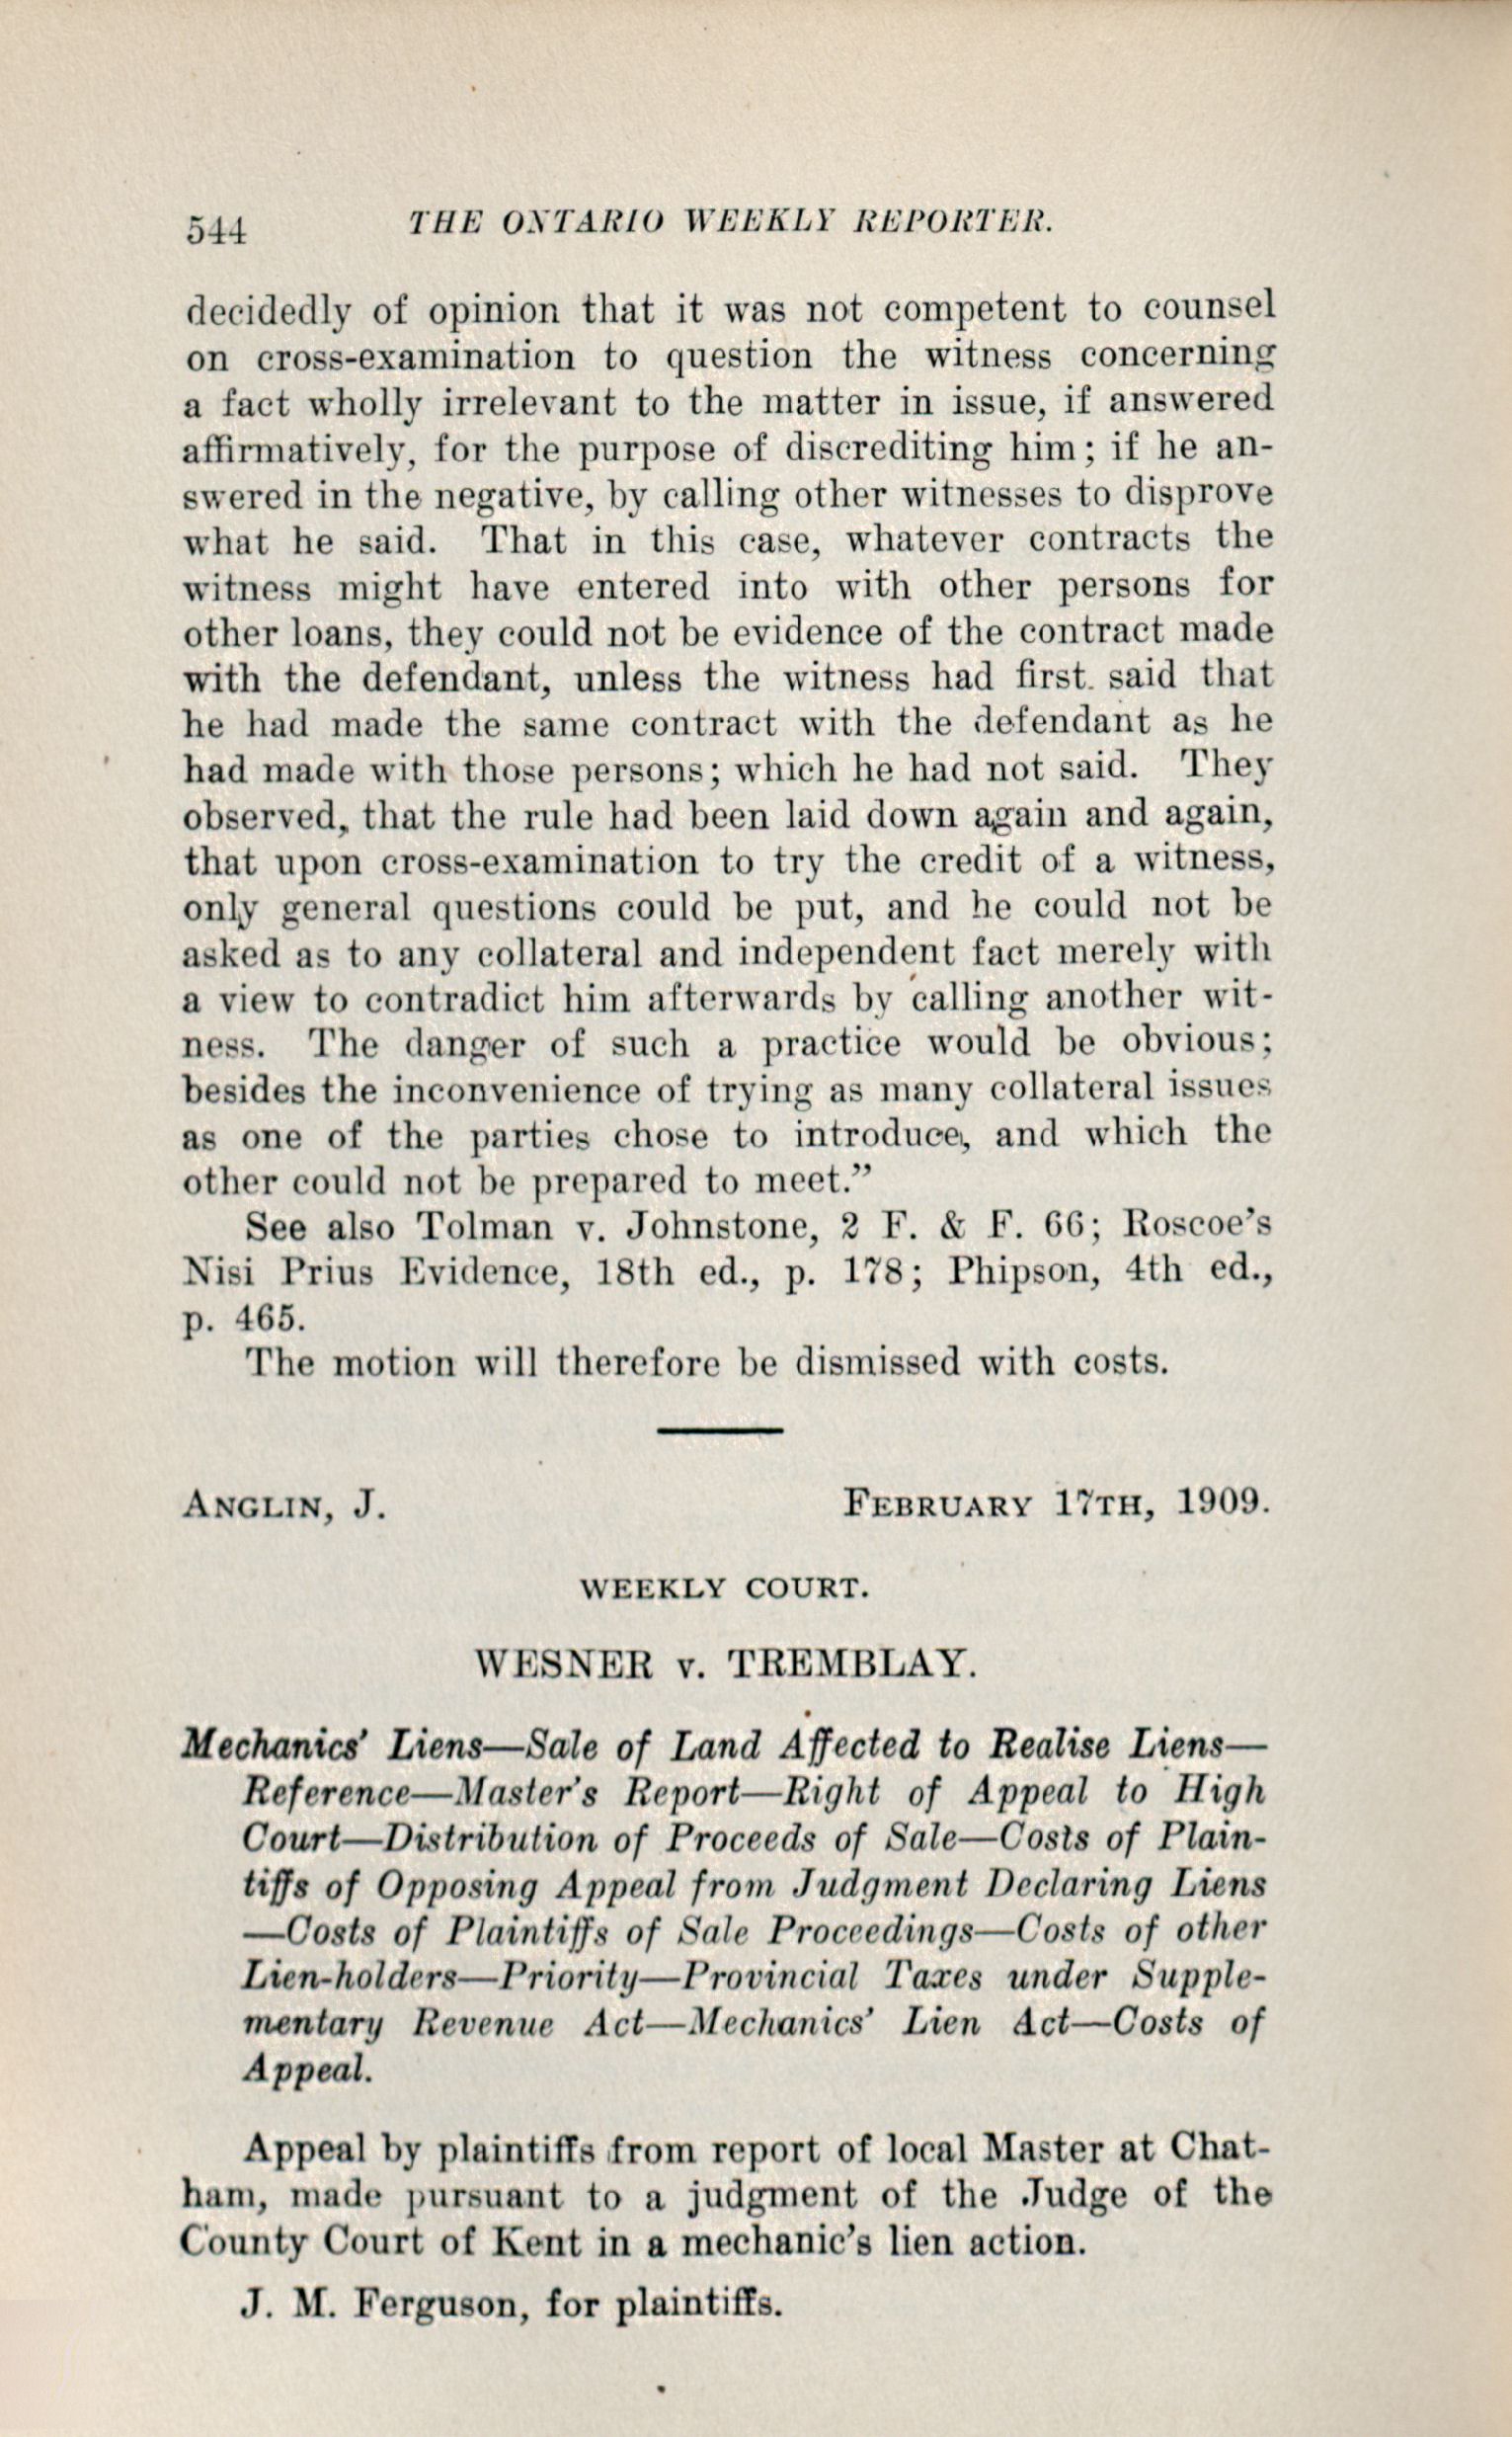 544 THE ONTARIO WEEKLY REPORTER.
decidedly of opinion that it was not competent to counsel
on cross-examination to question the witness concerning
a fact wholly irrelevant to the matter in issue, if answered
affirmatively, for the purpose of discrediting him; if he an-
swered in the negative, by calling other witnesses to disprove
what he said. That in this case, whatever contracts the
witness might have entered into with other persons for
other loans, they could not be evidence of the contract made
with the defendant, unless the witness had first. said that
he had made the same contract with the defendant as he
had made with those persons; which he had not said. They
observed, that the rule had been laid down again and again,
that upon cross-examination to try the credit of a witness,
only general questions could be put, and he could not be
asked as to any collateral and independent fact merely with
a view to contradict him afterwards by calling another wit-
ness. The danger of such a practice would be obvious;
besides the inconvenience of trying as many collateral issues
as one of the parties chose to introduce, and which the
other could not be prepared to meet.”
See also Tolman v. Johnstone, 2 F. & F. 66; Roscoe's
Nisi Prius Evidence, 18th ed., p. 178; Phipson, 4th ed.,
p. 465.
The motion will therefore be dismissed with costs.
ANGLIN, J. FEBRUARY 17TH, 1909.
WEEKLY COURT.
WESNER v. TREMBLAY.
Mechanics' Liens—Sale of Land Affected to Realise Liens—
Reference—Master's Report—Right of Appeal to High
Court—Distribution of Proceeds of Sale—Costs of Plain-
tiffs of Opposing Appeal from Judgment Declaring Liens
—Costs of Plaintiffs of Sale Proceedings—Costs of other
Lien-holders—Priority—Provincial Taxes under Supple-
mentary Revenue Act—Mechanics' Lien Act—Costs of
Appeal.
Appeal by plaintiffs from report of local Master at Chat-
ham, made pursuant to a judgment of the Judge of the
County Court of Kent in a mechanic's lien action.
J. M. Ferguson, for plaintiffs.